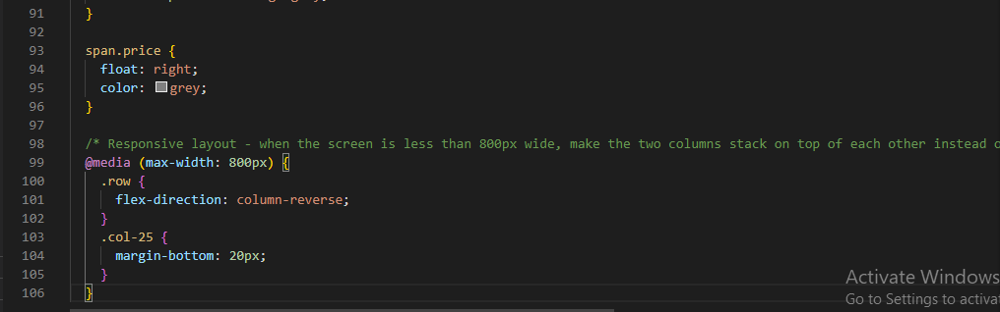 91 }
92
93 span.price {
94 float: right;
95 color: grey;
96 }
97
98 /* Responsive layout - when the screen is less than 800px wide, make the two columns stack on top of each other instead
99 @media (max-width: 800px) {
100 .row {
101 flex-direction: column-reverse;
102 }
103 .col-25 {
104 margin-bottom: 20px;
105 }
106 }
Activate Windows
Go to Settings to